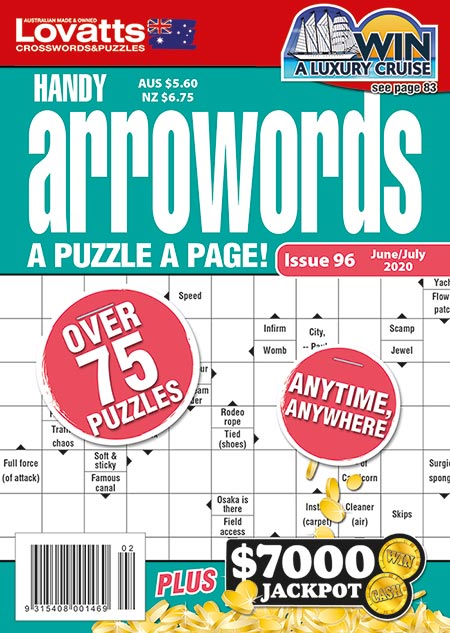 AUSTRALIAN MADE & OWNED
Lovatts
CROSSWORDS&PUZZLES
WIN
A LUXURY CRUISE
see page 83
HANDY
AUS $5.60
NZ $6.75
arrowords
A PUZZLE A PAGE!
Issue 96
June/July
2020
Speed
Infirm
Womb
City,
Scamp
Jewel
OVER
75
PUZZLES
ANYTIME,
ANYWHERE
Rodeo
rope
Tied
(shoes)
chaos
Soft &
sticky
Famous
canal
Full force
(of attack)
of
Osaka is
there
Field
access
(carpet)
Cleaner
(air)
Skips
PLUS
$7000
JACKPOT
WIN
CASH
02
9 315408 001469